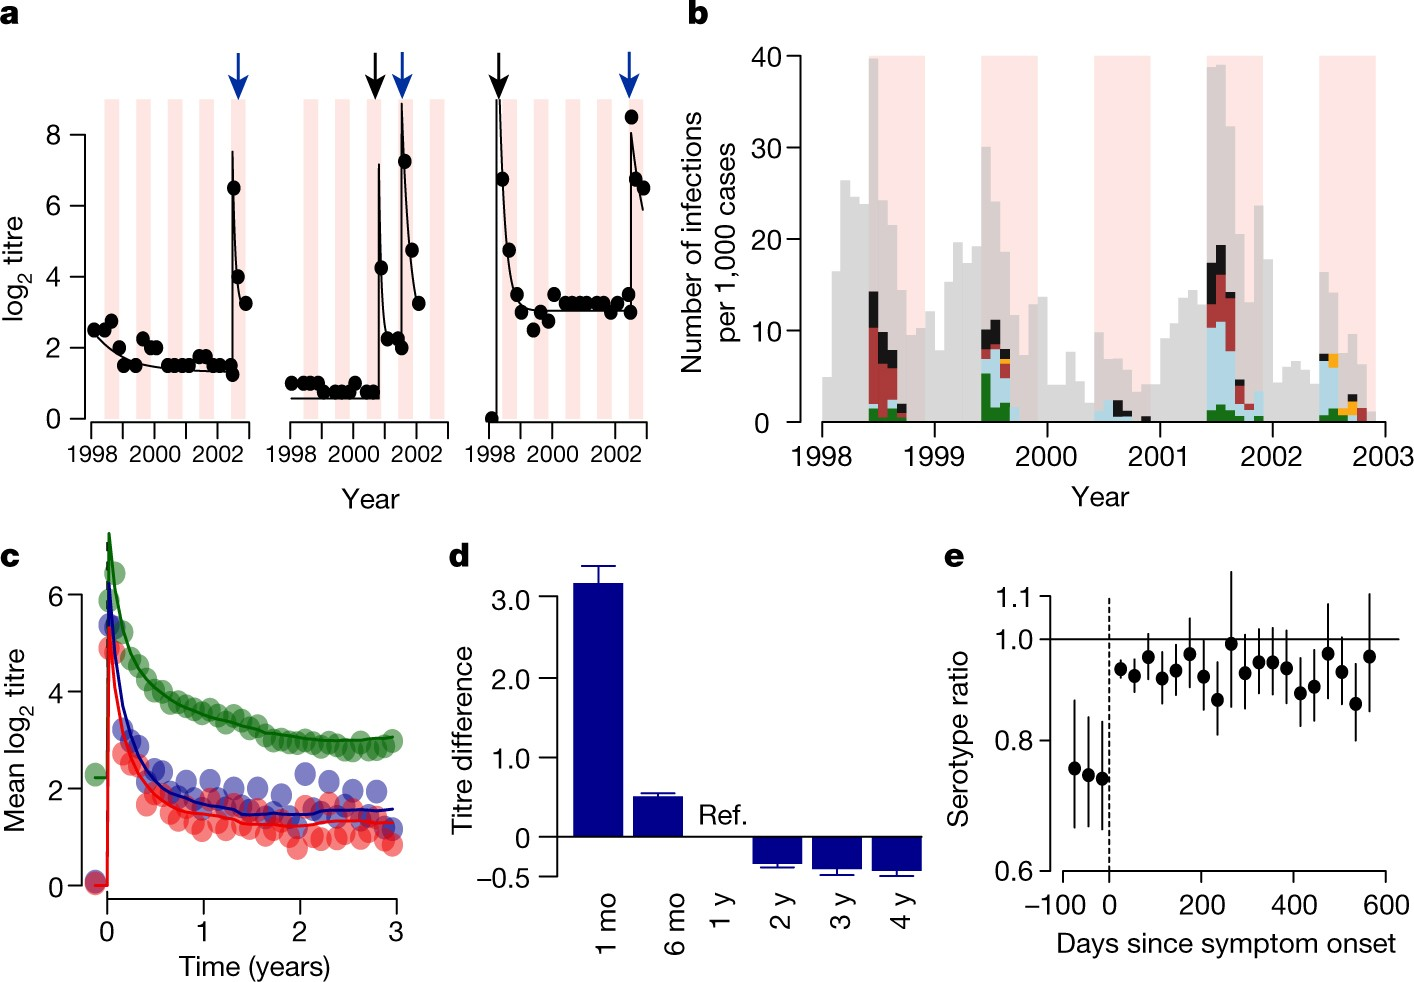 a
8
6
4
2
0
log2 titre
1998 2000 2002
1998 2000 2002
1998 2000 2002
Year
b
40
30
20
10
0
Number of infections
per 1,000 cases
1998 1999 2000 2001 2002 2003
Year
c
6
4
2
0
Mean log2 titre
0 1 2 3
Time (years)
d
3.0
2.0
1.0
0
−0.5
Titre difference
Ref.
1 mo
6 mo
1 y
2 y
3 y
4 y
e
1.1
1.0
0.8
0.6
Serotype ratio
−100 0 200 400 600
Days since symptom onset